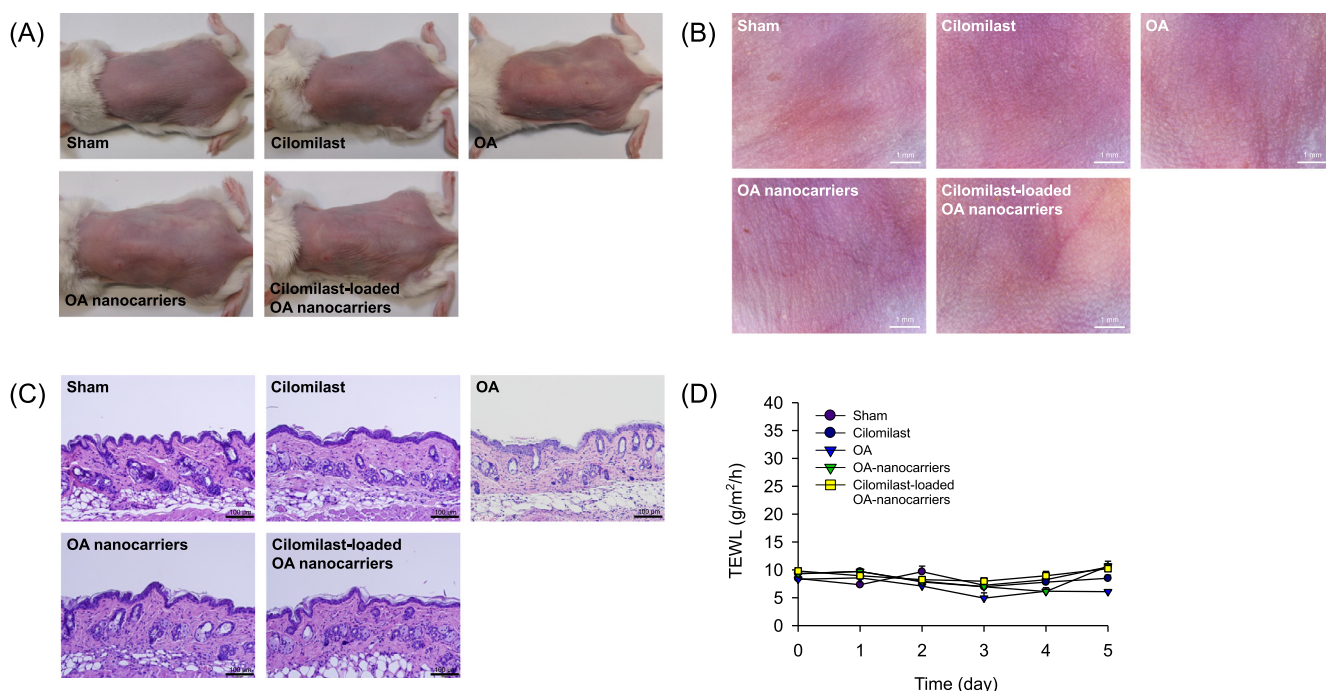 (A)
Sham
Cilomilast
OA
OA nanocarriers
Cilomilast-loaded
OA nanocarriers
(B)
Sham
Cilomilast
OA
1 mm
1 mm
1 mm
OA nanocarriers
Cilomilast-loaded
OA nanocarriers
1 mm
1 mm
(C)
Sham
Cilomilast
OA
100 μm
100 μm
100 μm
OA nanocarriers
Cilomilast-loaded
OA nanocarriers
100 μm
100 μm
(D)
TEWL (g/m²/h)
40
35
30
25
20
15
10
5
0
Sham
Cilomilast
OA
OA-nanocarriers
Cilomilast-loaded
OA-nanocarriers
0 1 2 3 4 5
Time (day)